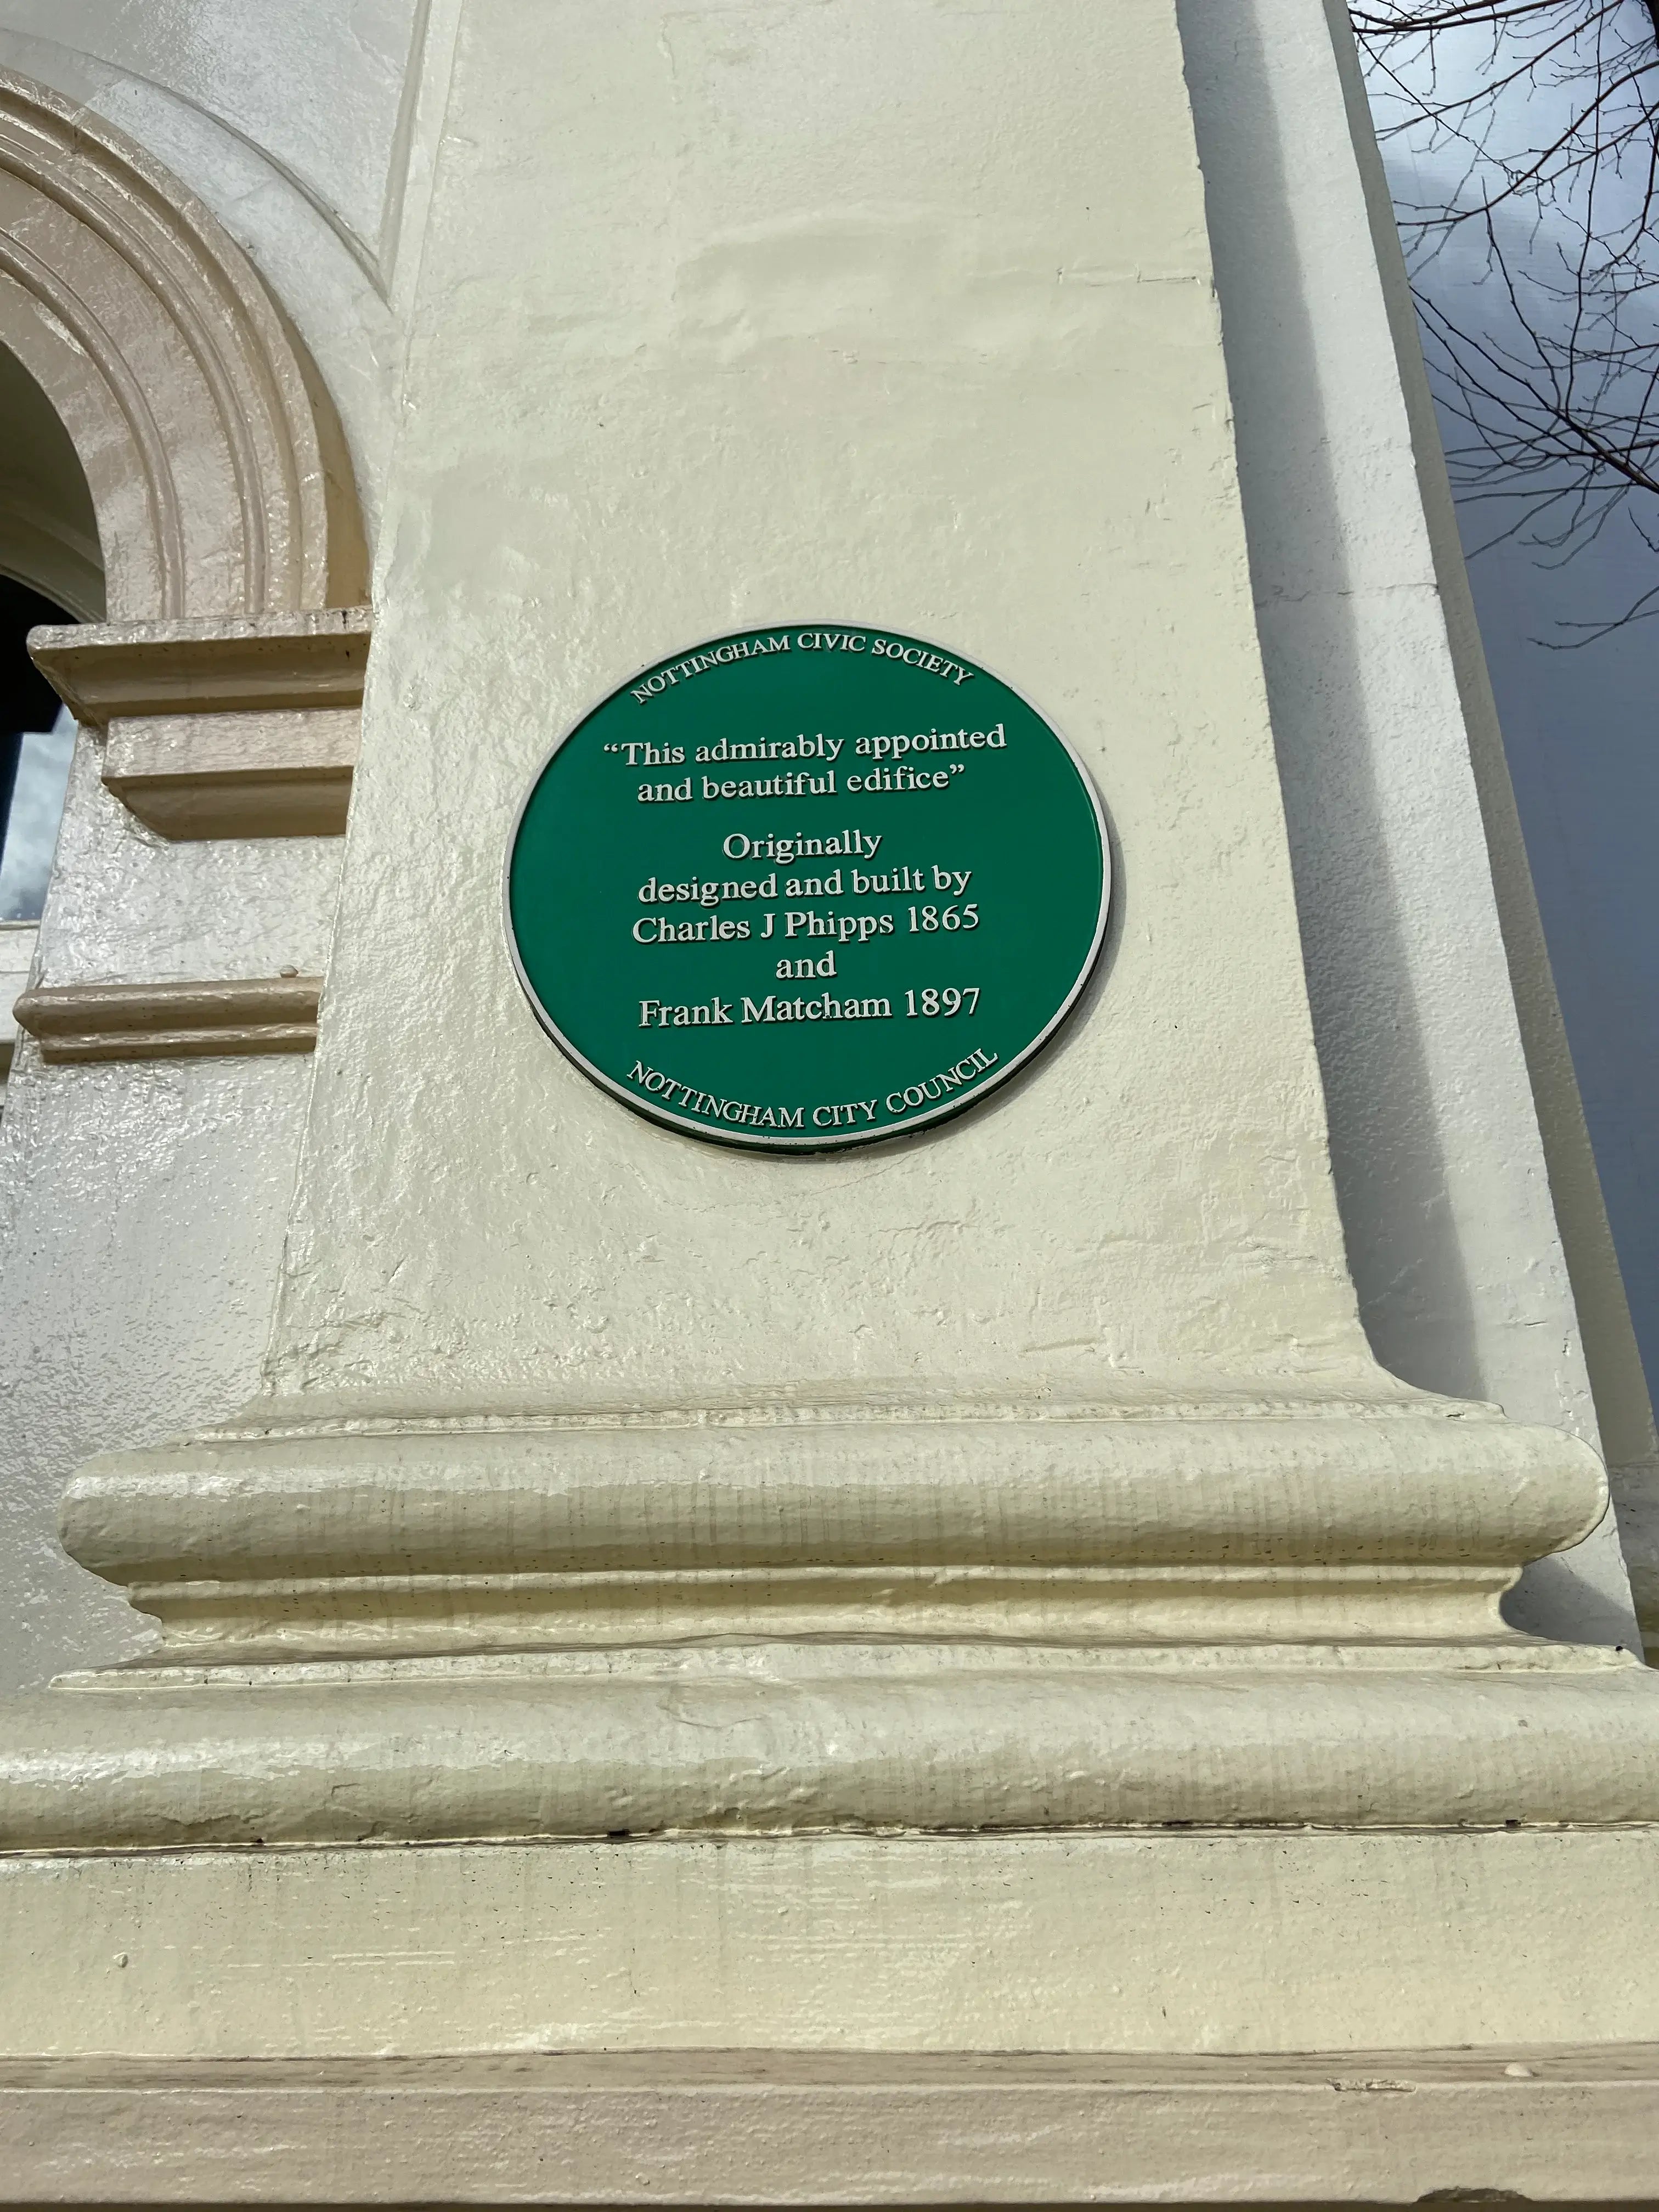 NOTTINGHAM CIVIC SOCIETY
“This admirably appointed
and beautiful edifice”
Originally
designed and built by
Charles J Phipps 1865
and
Frank Matcham 1897
NOTTINGHAM CITY COUNCIL